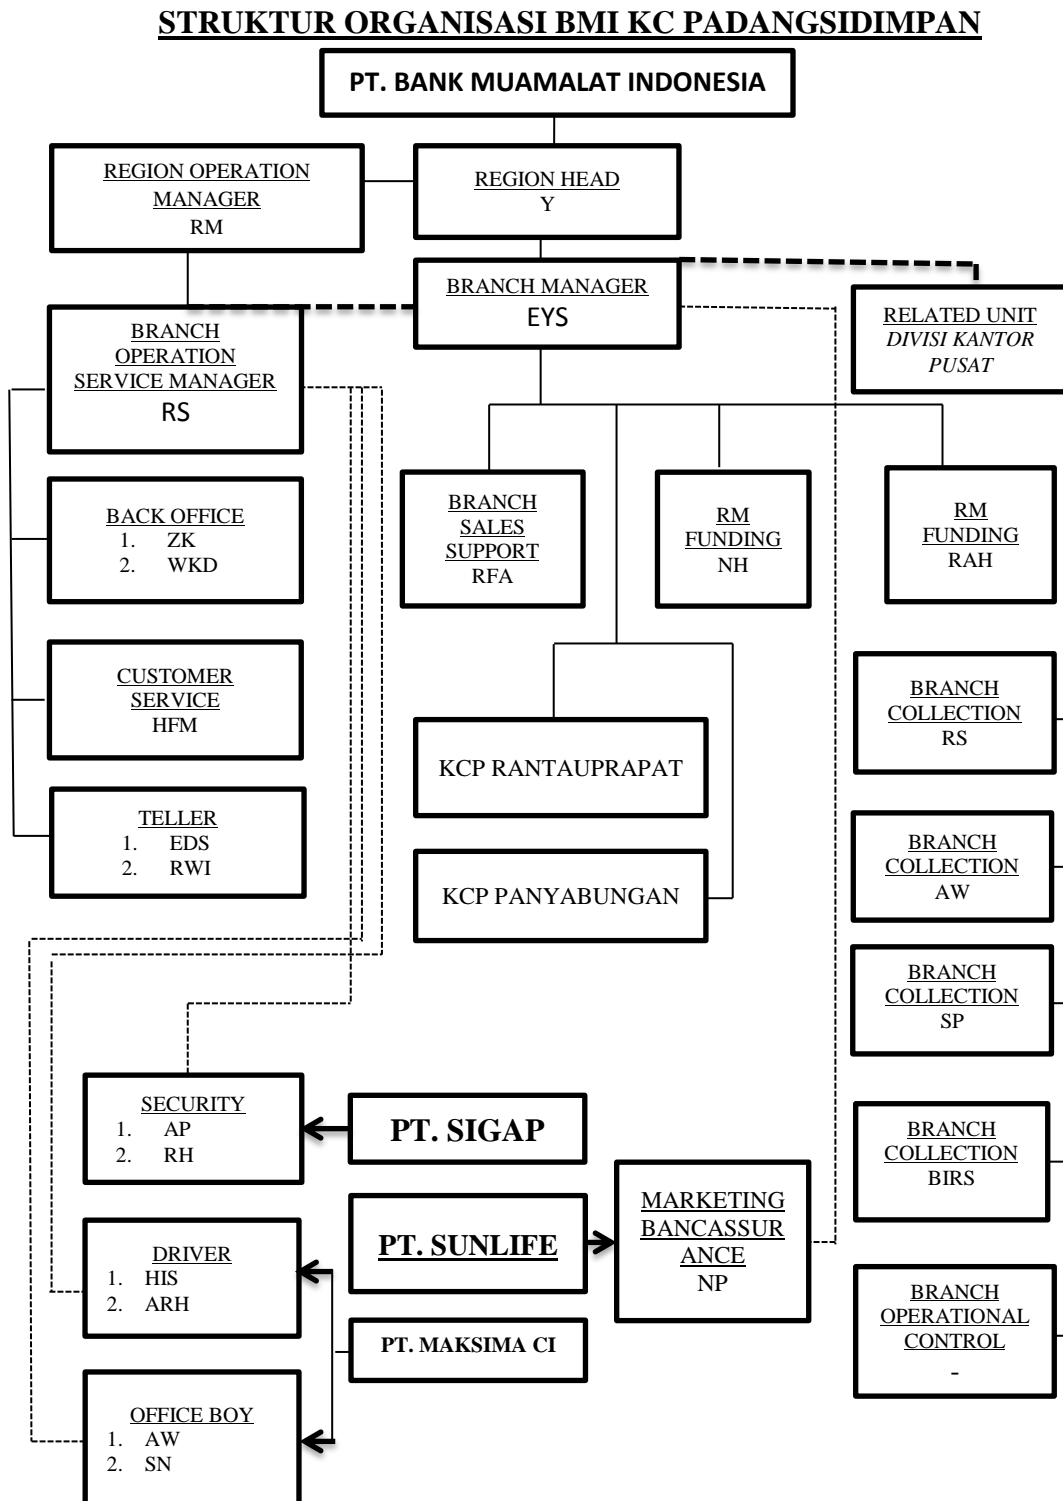 STRUKTUR ORGANISASI BMI KC PADANGSIDIMPAN
PT. BANK MUAMALAT INDONESIA
REGION OPERATION
MANAGER
RM
REGION HEAD
Y
BRANCH MANAGER
EYS
RELATED UNIT
DIVISI KANTOR
PUSAT
BRANCH
OPERATION
SERVICE MANAGER
RS
BACK OFFICE
1. ZK
2. WKD
CUSTOMER
SERVICE
HFM
TELLER
1. EDS
2. RWI
BRANCH
SALES
SUPPORT
RFA
RM
FUNDING
NH
RM
FUNDING
RAH
KCP RANTAUPRAPAT
KCP PANYABUNGAN
BRANCH
COLLECTION
RS
BRANCH
COLLECTION
AW
BRANCH
COLLECTION
SP
BRANCH
COLLECTION
BIRS
BRANCH
OPERATIONAL
CONTROL
-
SECURITY
1. AP
2. RH
PT. SIGAP
DRIVER
1. HIS
2. ARH
PT. SUNLIFE
MARKETING
BANCASSUR
ANCE
NP
PT. MAKSIMA CI
OFFICE BOY
1. AW
2. SN